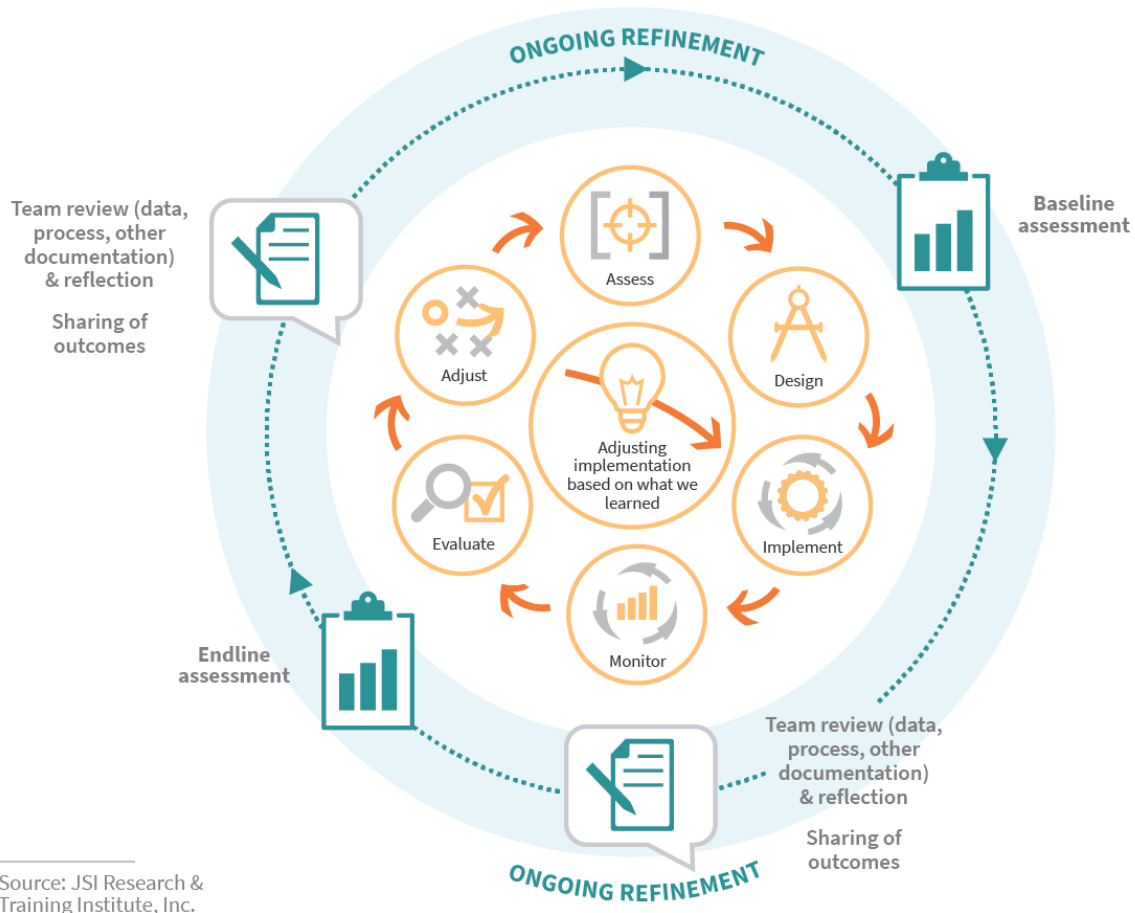 ONGOING REFINEMENT
Team review (data,
process, other
documentation)
& reflection
Sharing of
outcomes
Baseline
assessment
Assess
Design
Implement
Monitor
Evaluate
Adjust
Adjusting
implementation
based on what we
learned
Endline
assessment
Team review (data,
process, other
documentation)
& reflection
Sharing of
outcomes
ONGOING REFINEMENT
Source: JSI Research &
Training Institute, Inc.